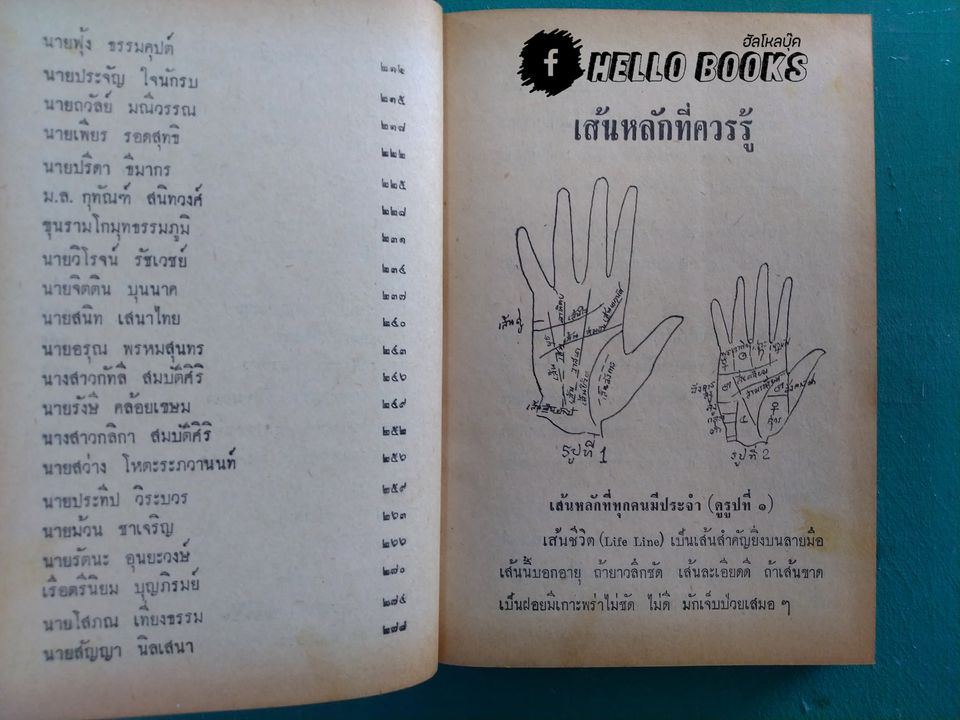 นายพุ้ง ธรรมคุปต์ ๒๑๔
นายประจัญ ใจนักรบ ๒๑๕
นายถวัลย์ มณีวรรณ ๒๑๗
นายเพียร รอดสุทธิ ๒๒๒
นายปรีดา ธิมากร ๒๒๕
ม.ล. กุทัณฑ์ สนิทวงศ์ ๒๒๗
ขุนรามโกมุทธรรมภูมิ ๒๓๑
นายวิโรจน์ รัชเวชย์ ๒๓๔
นายจิตติน บุนนาค ๒๓๗
นายสนิท เสนาไทย ๒๔๐
นายอรุณ พรหมสุนทร ๒๔๓
นางสาวกัทลี สมบัติศิริ ๒๔๖
นายรังษี คล้อยเขษม ๒๔๙
นางสาวกลิกา สมบัติศิริ ๒๕๒
นายสว่าง โหตะระภวานนท์ ๒๕๖
นายประทีป วิระบวร ๒๕๙
นายม้วน ชาเจริญ ๒๖๓
นายรัตนะ อุนยะวงษ์ ๒๖๖
เรือตรีนิยม บุญภิรมย์ ๒๗๐
นายโสภณ เที่ยงธรรม ๒๗๔
นายสัญญา นิลเสนา ๒๗๘
ฮัลโหลบุ๊ค
f HELLO BOOKS
เส้นหลักที่ควรรู้
รูปที่ 1
รูปที่ 2
เส้นหลักที่ทุกคนมีประจำ (ดูรูปที่ ๑)
เส้นชีวิต (Life Line) เป็นเส้นสำคัญยิ่งบนลายมือ
เส้นนี้บอกอายุ ถ้ายาวลึกชัด เส้นละเอียดดี ถ้าเส้นขาด
เป็นฝอยมีเกาะพร่าไม่ชัด ไม่ดี มักเจ็บป่วยเสมอ ๆ